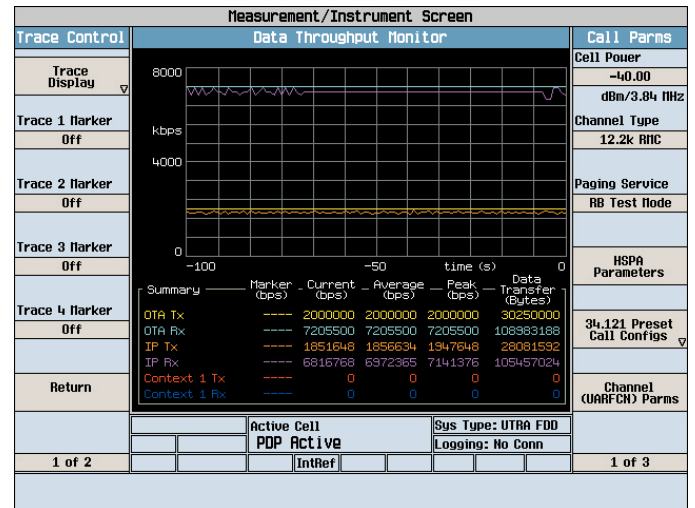 Measurement/Instrument Screen
Trace Control
Data Throughput Monitor
Call Parms
Trace Display
Trace 1 Marker
Off
Trace 2 Marker
Off
Trace 3 Marker
Off
Trace 4 Marker
Off
Return
1 of 2
8000
kbps
4000
0
-100
-50
time (s)
0
Summary
Marker (bps)
Current (bps)
Average (bps)
Peak (bps)
Data Transfer (Bytes)
OTA Tx ---- 2000000 2000000 2000000 30250000
OTA Rx ---- 7205500 7205500 7205500 108983188
IP Tx ---- 1851648 1856634 1947648 28081592
IP Rx ---- 6816768 6972365 7141376 105457024
Context 1 Tx ---- 0 0 0 0
Context 1 Rx ---- 0 0 0 0
Active Cell
PDP Active
Sys Type: UTRA FDD
Logging: No Conn
IntRef
Cell Power
-40.00
dBm/3.84 MHz
Channel Type
12.2k RMC
Paging Service
RB Test Mode
HSPA Parameters
34.121 Preset Call Configs
Channel (UARFCN) Parms
1 of 3